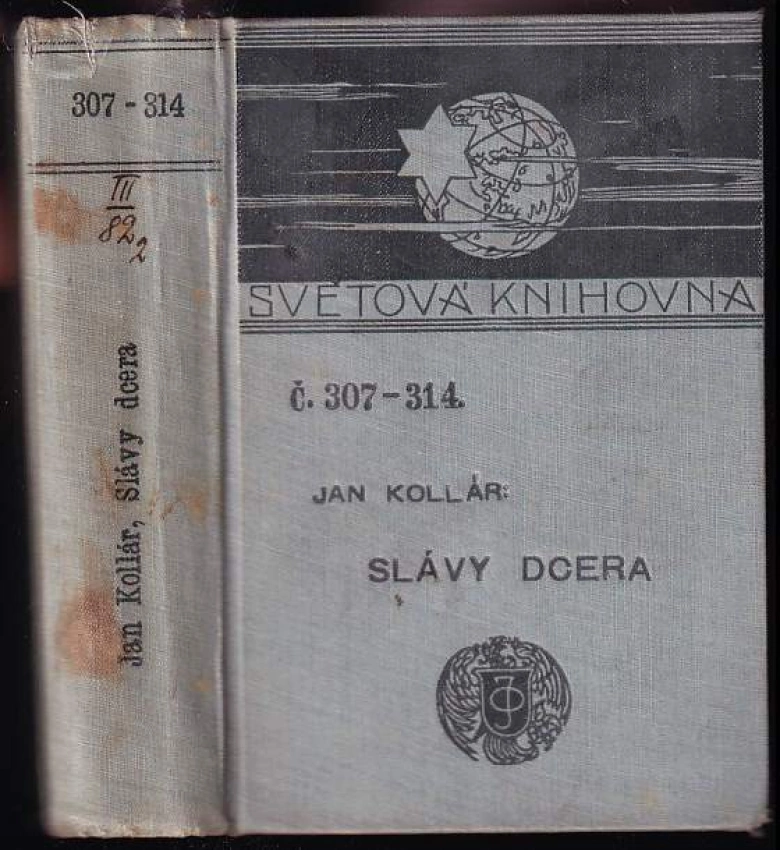 307 - 314
III
82 2
Jan Kollár, Slávy dcera
SVĚTOVÁ KNIHOVNA
Č. 307 - 314.
JAN KOLLÁR:
SLÁVY DCERA